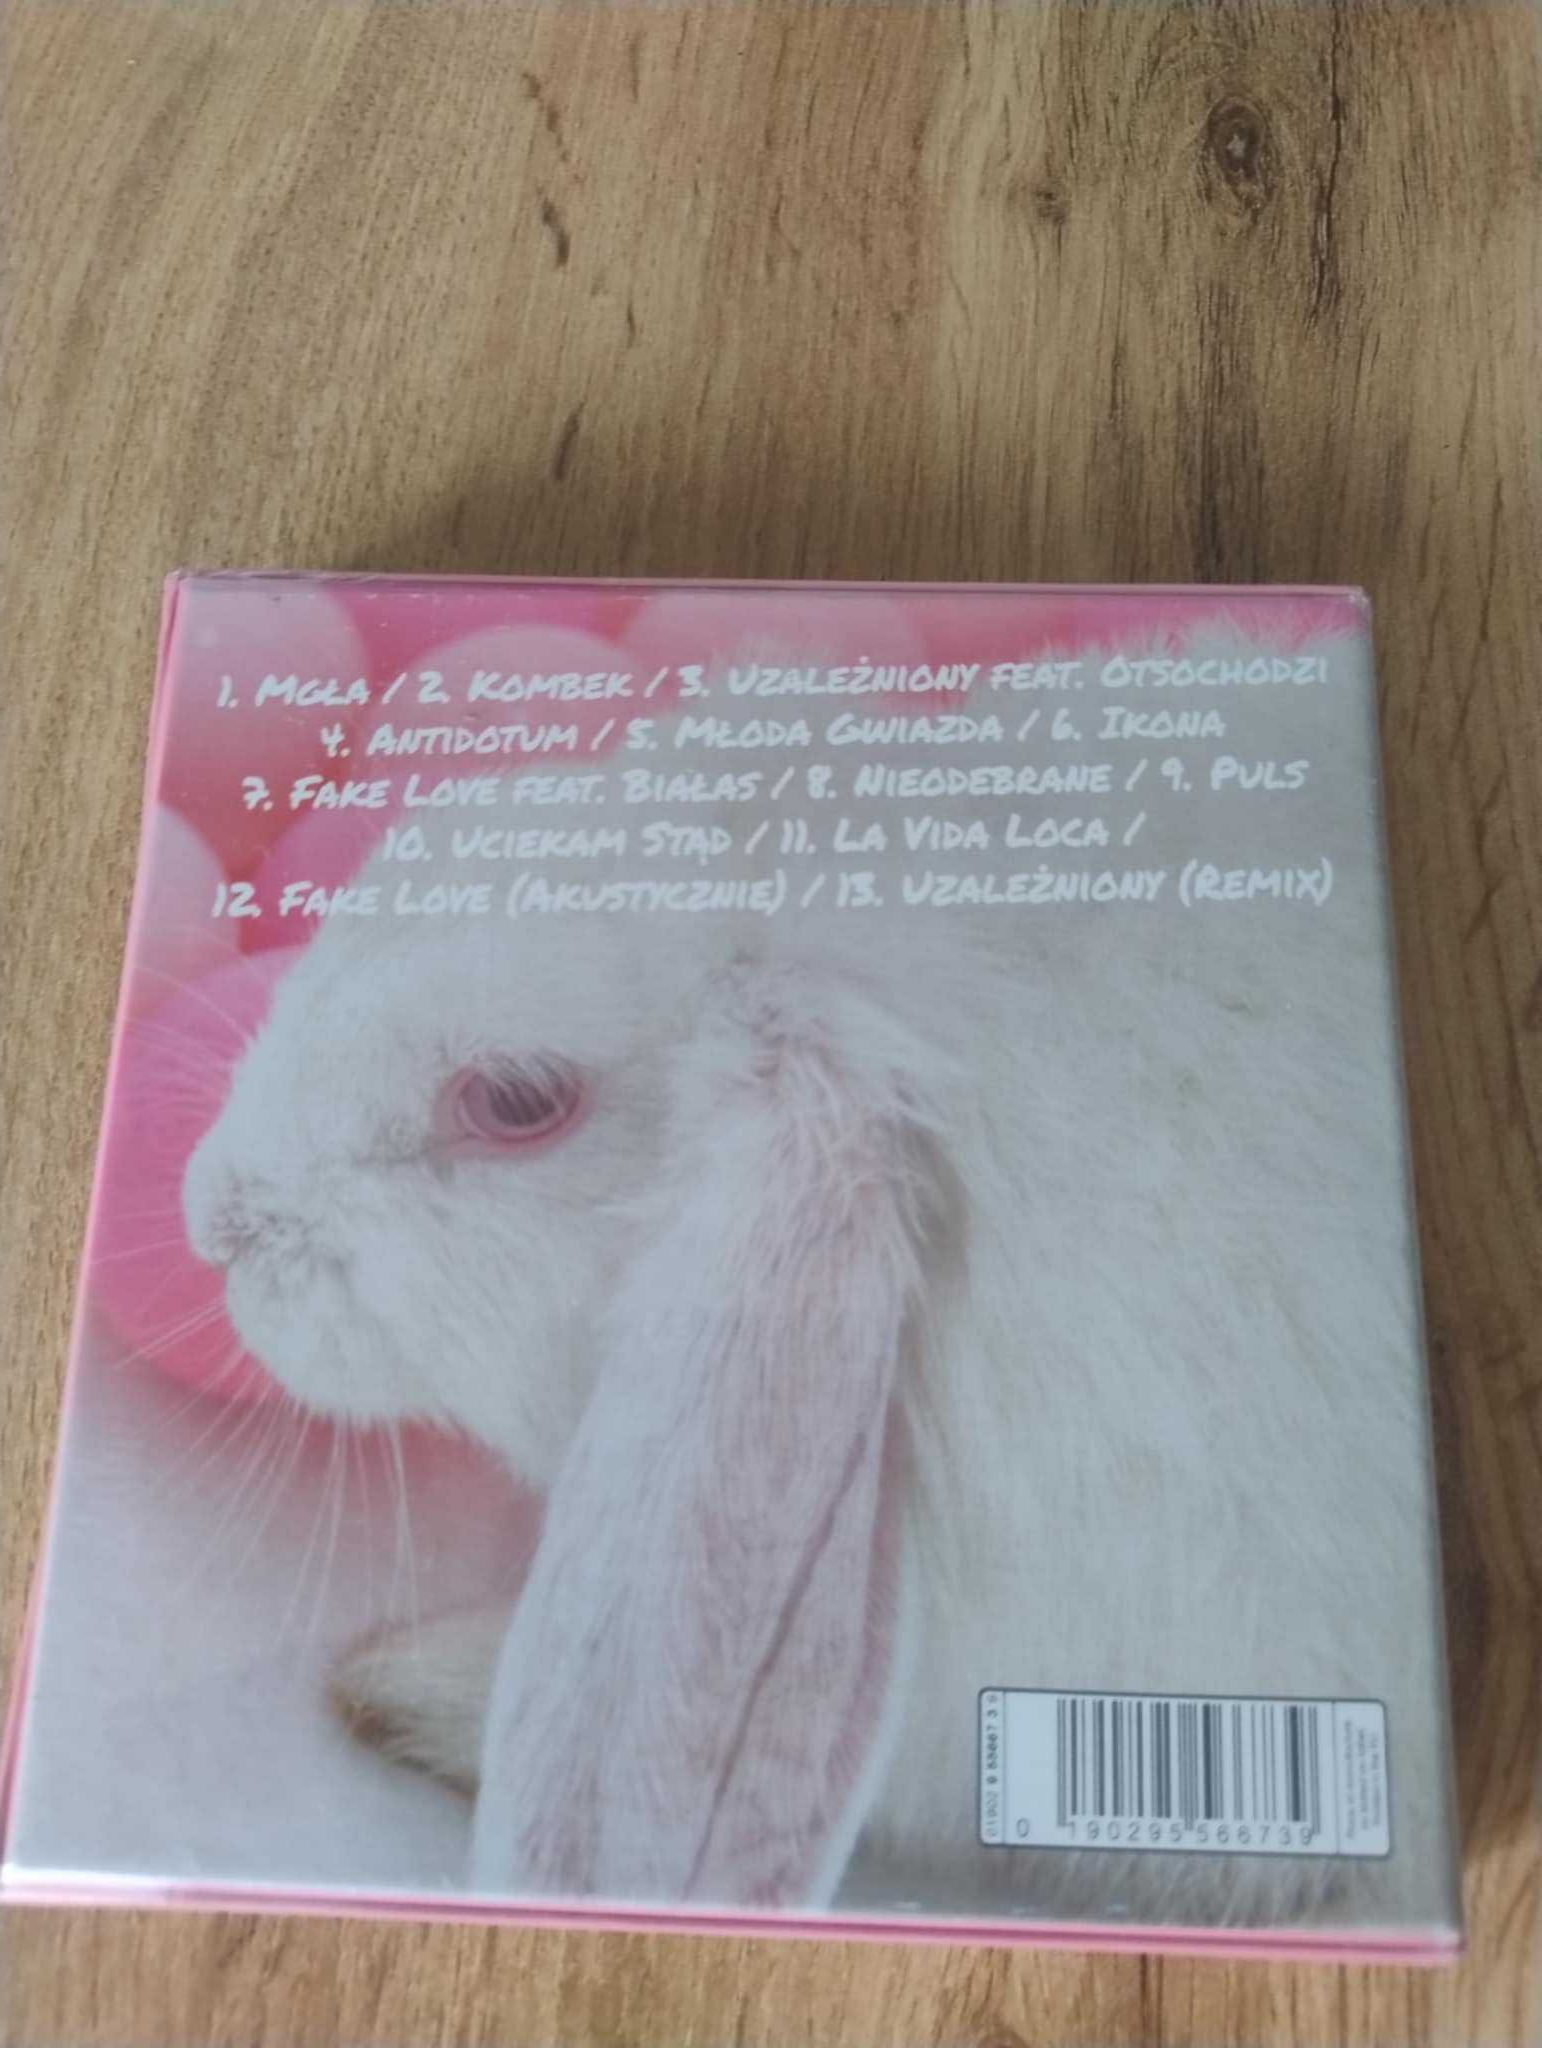 1. Mgła / 2. Kombek / 3. Uzależniony feat. Otsochodzi
4. Antidotum / 5. Młoda Gwiazda / 6. Ikona
7. Fake Love feat. Białas / 8. Nieodebrane / 9. Puls
10. Uciekam Stąd / 11. La Vida Loca /
12. Fake Love (Akustycznie) / 13. Uzależniony (Remix)
0 190295 566739